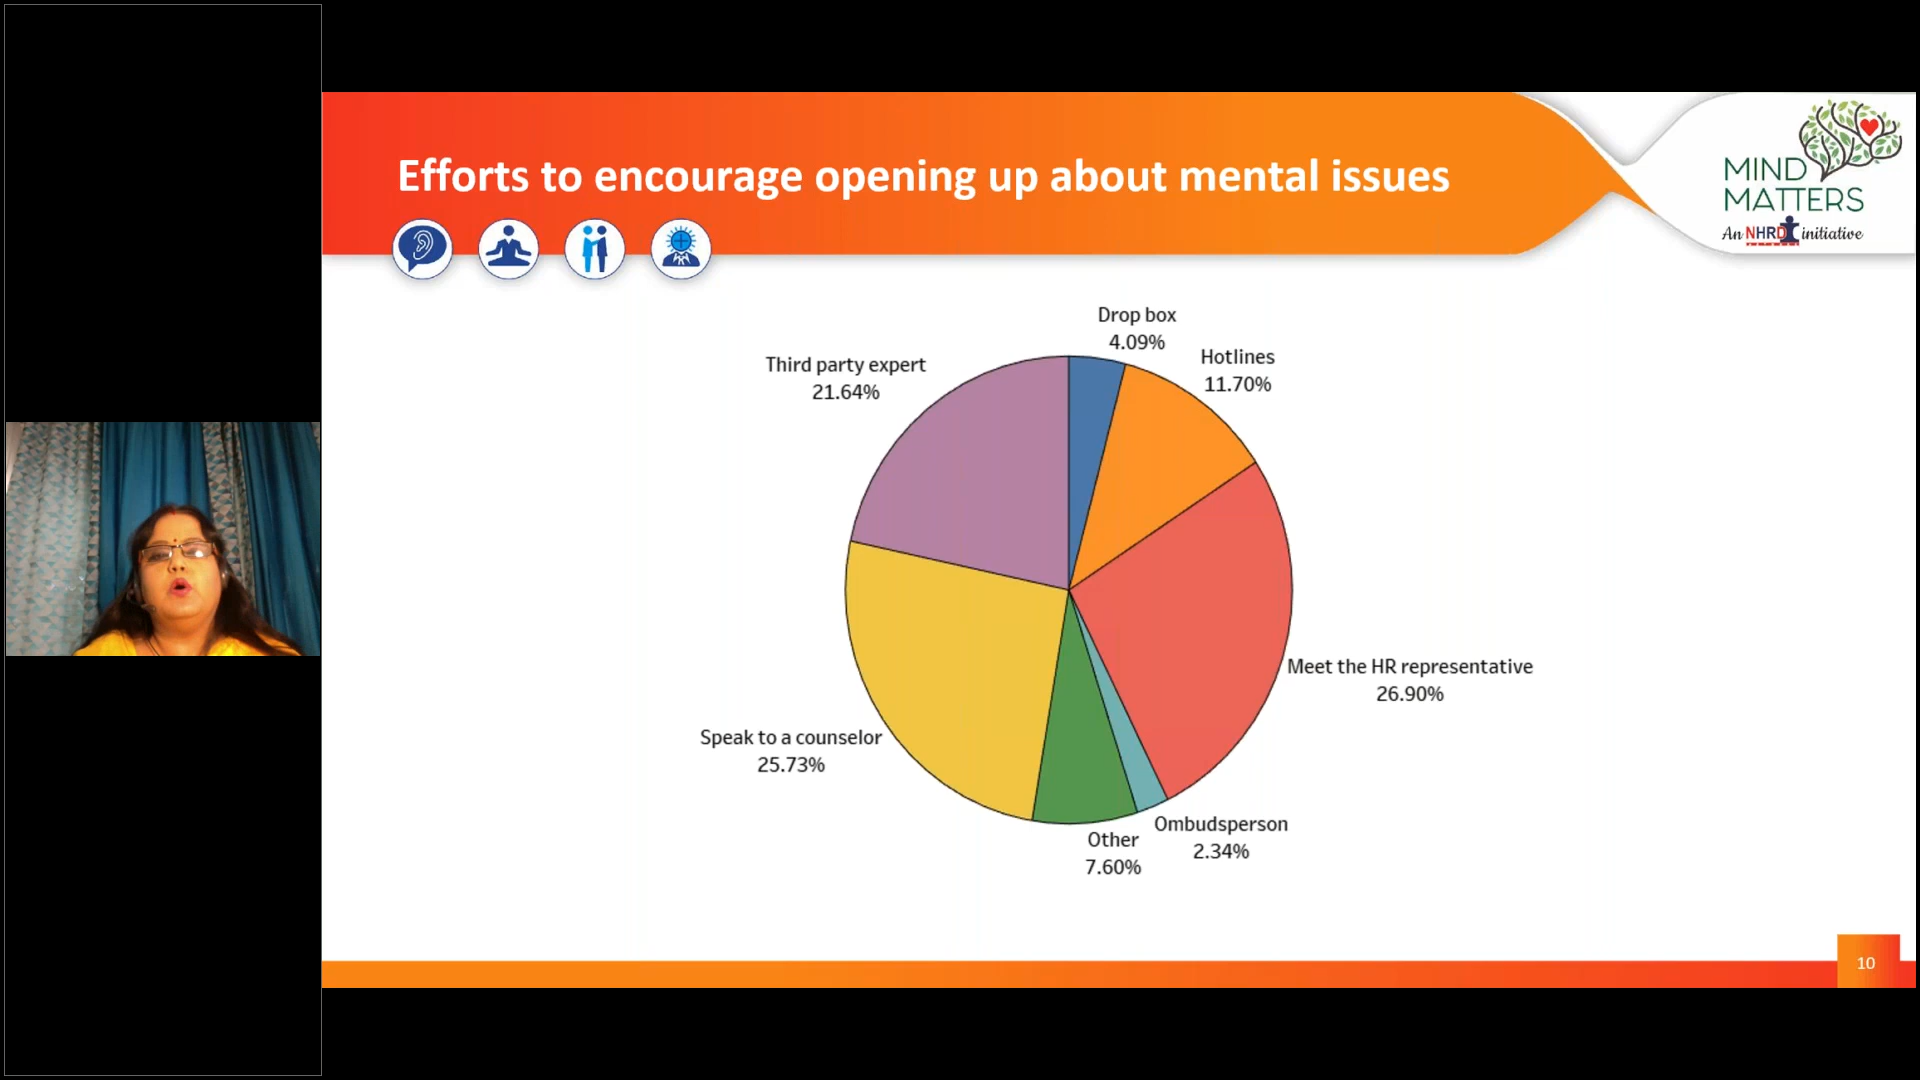 Efforts to encourage opening up about mental issues
MIND
MATTERS
An NHRD initiative
Drop box
4.09%
Hotlines
11.70%
Third party expert
21.64%
Meet the HR representative
26.90%
Speak to a counselor
25.73%
Ombudsperson
2.34%
Other
7.60%
10